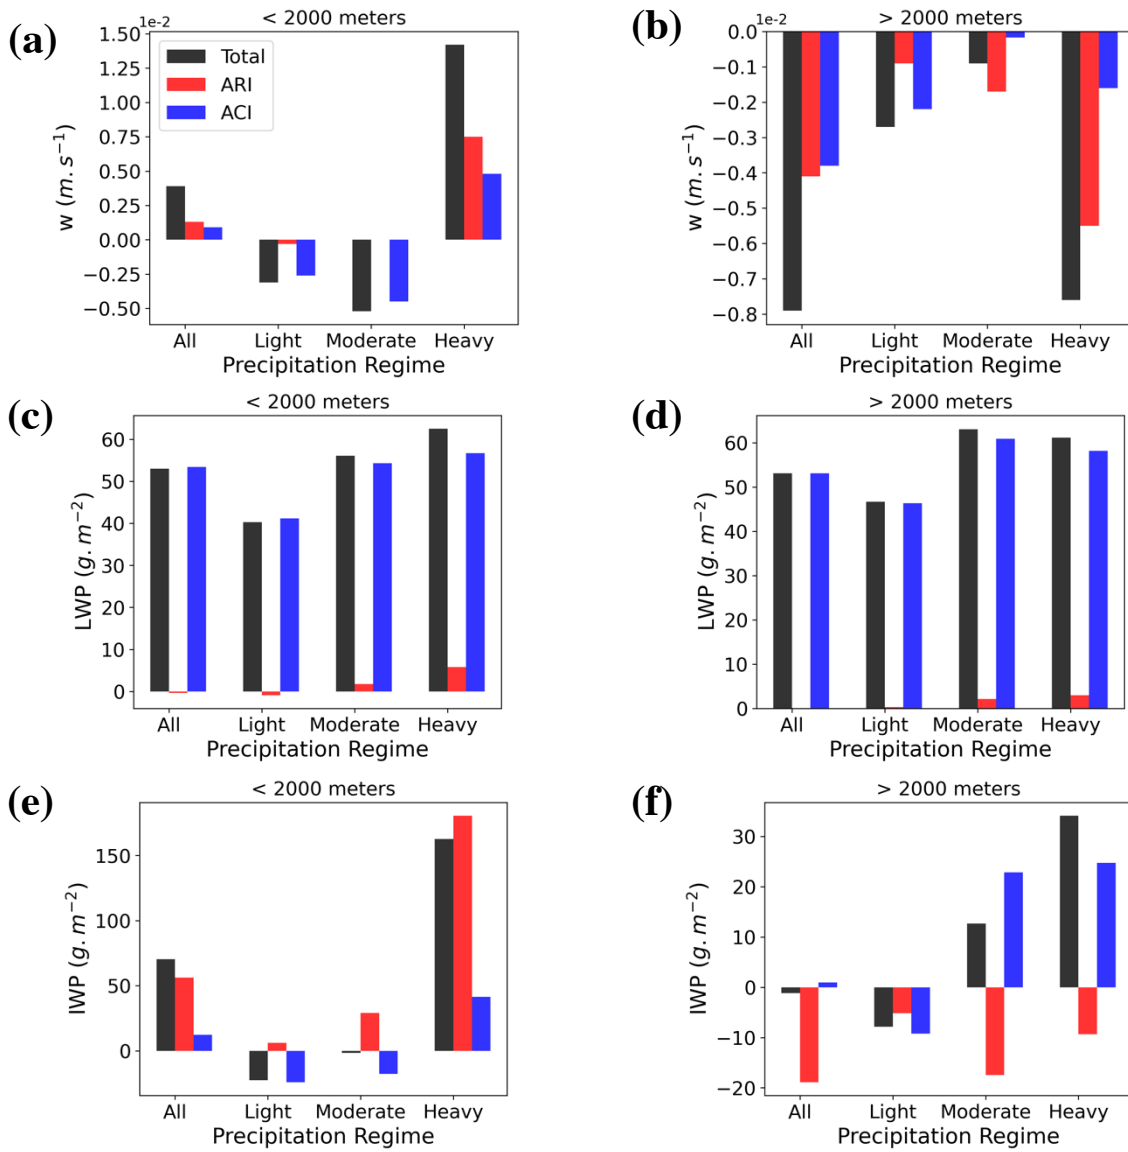 (a)
< 2000 meters
1e-2
1.50
1.25
1.00
0.75
0.50
0.25
0.00
−0.25
−0.50
w (m.s⁻¹)
Total
ARI
ACI
All Light Moderate Heavy
Precipitation Regime
(b)
> 2000 meters
1e-2
0.0
−0.1
−0.2
−0.3
−0.4
−0.5
−0.6
−0.7
−0.8
w (m.s⁻¹)
All Light Moderate Heavy
Precipitation Regime
(c)
< 2000 meters
60
50
40
30
20
10
0
LWP (g.m⁻²)
All Light Moderate Heavy
Precipitation Regime
(d)
> 2000 meters
60
50
40
30
20
10
0
LWP (g.m⁻²)
All Light Moderate Heavy
Precipitation Regime
(e)
< 2000 meters
150
100
50
0
IWP (g.m⁻²)
All Light Moderate Heavy
Precipitation Regime
(f)
> 2000 meters
30
20
10
0
−10
−20
IWP (g.m⁻²)
All Light Moderate Heavy
Precipitation Regime